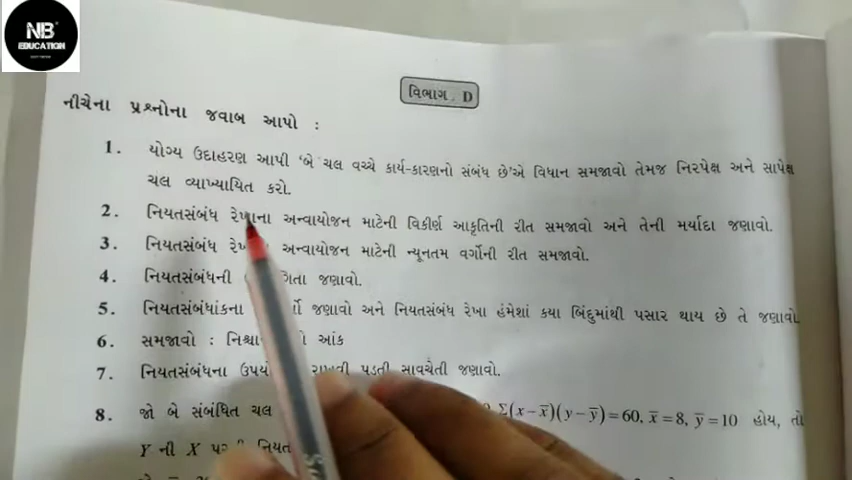 NB
EDUCATION
વિભાગ D
નીચેના પ્રશ્નોના જવાબ આપો :
1. યોગ્ય ઉદાહરણ આપી ‘બે ચલ વચ્ચે કાર્ય-કારણનો સંબંધ છે’એ વિધાન સમજાવો તેમજ નિરપેક્ષ અને સાપેક્ષ
ચલ વ્યાખ્યાયિત કરો.
2. નિયતસંબંધ રેખાના અન્વાયોજન માટેની વિકીર્ણ આકૃતિની રીત સમજાવો અને તેની મર્યાદા જણાવો.
3. નિયતસંબંધ અન્વાયોજન માટેની ન્યૂનતમ વર્ગોની રીત સમજાવો.
4. નિયતસંબંધની જણાવો.
5. નિયતસંબંધાંકના જણાવો અને નિયતસંબંધ રેખા હંમેશાં કયા બિંદુમાંથી પસાર થાય છે તે જણાવો.
6. સમજાવો : આંક
7. નિયતસંબંધના રાખવી પડતી સાવચેતી જણાવો.
8. જો બે સંબંધિત ચલ Σ(x−x̅)(y−y̅)=60, x̅=8, y̅=10 હોય, તો
Y ની X